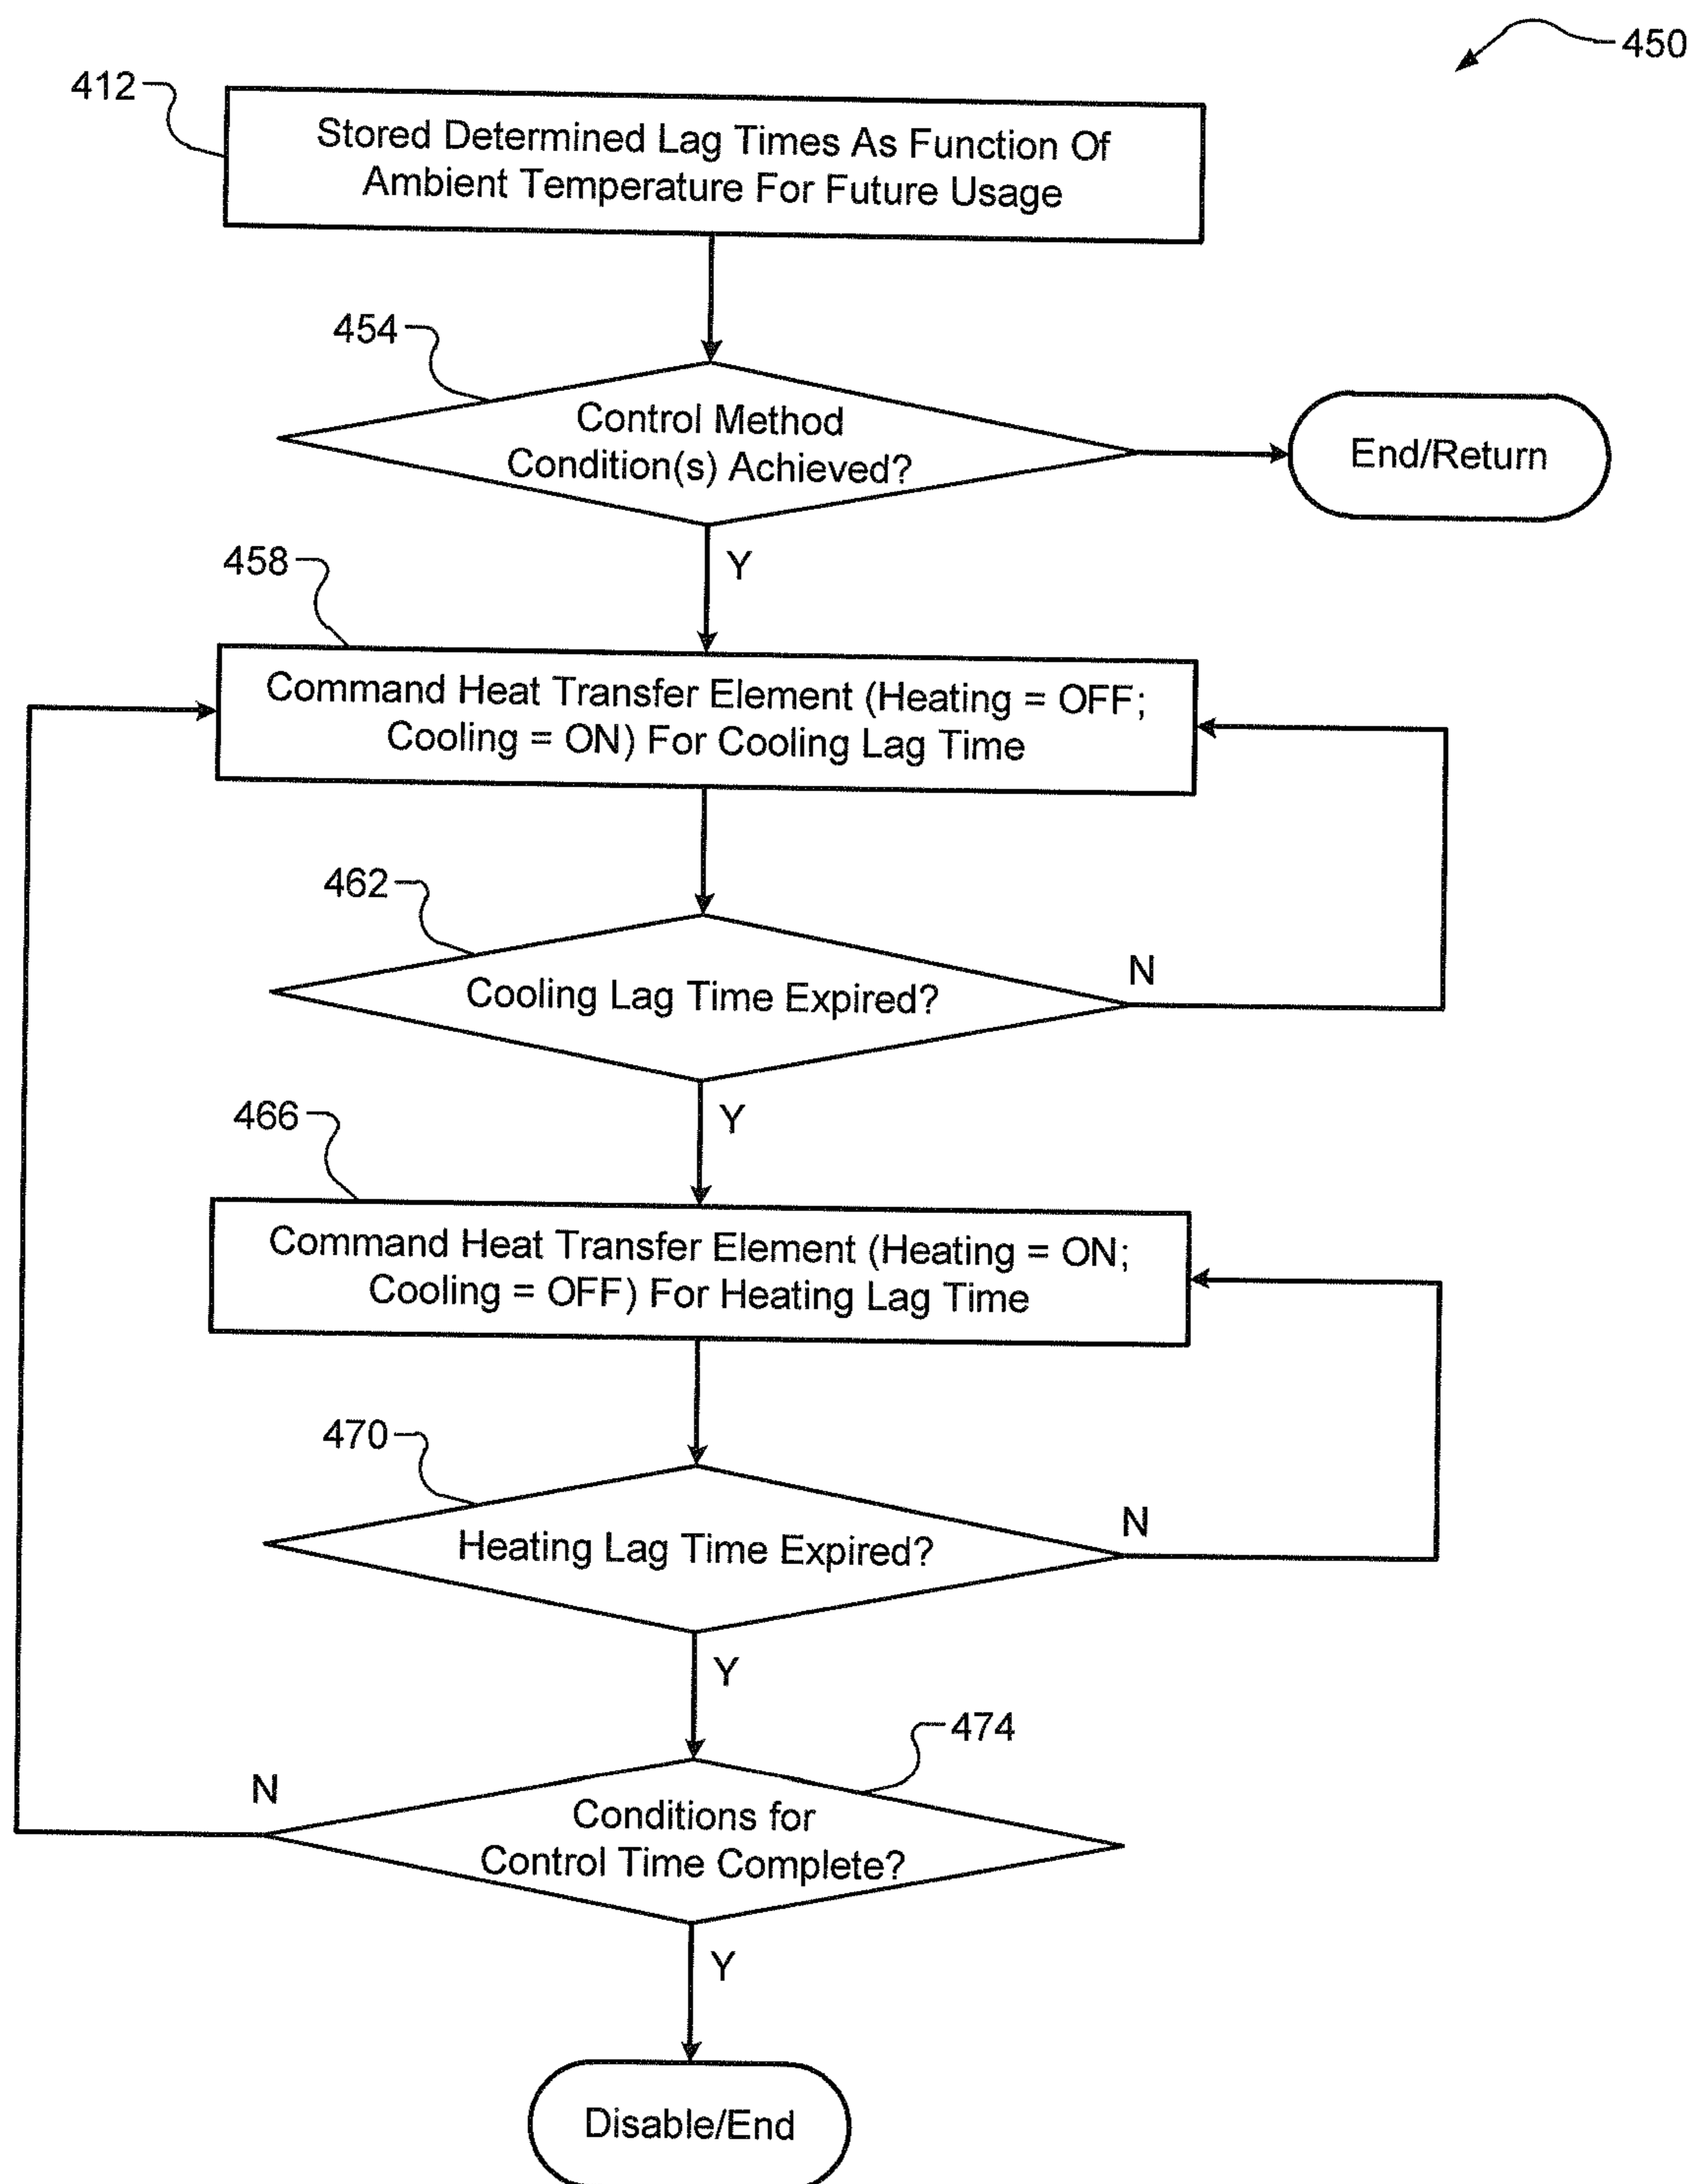 450
412
Stored Determined Lag Times As Function Of
Ambient Temperature For Future Usage
454
Control Method
Condition(s) Achieved?
End/Return
Y
458
Command Heat Transfer Element (Heating = OFF;
Cooling = ON) For Cooling Lag Time
462
Cooling Lag Time Expired?
N
Y
466
Command Heat Transfer Element (Heating = ON;
Cooling = OFF) For Heating Lag Time
470
Heating Lag Time Expired?
N
Y
474
N
Conditions for
Control Time Complete?
Y
Disable/End